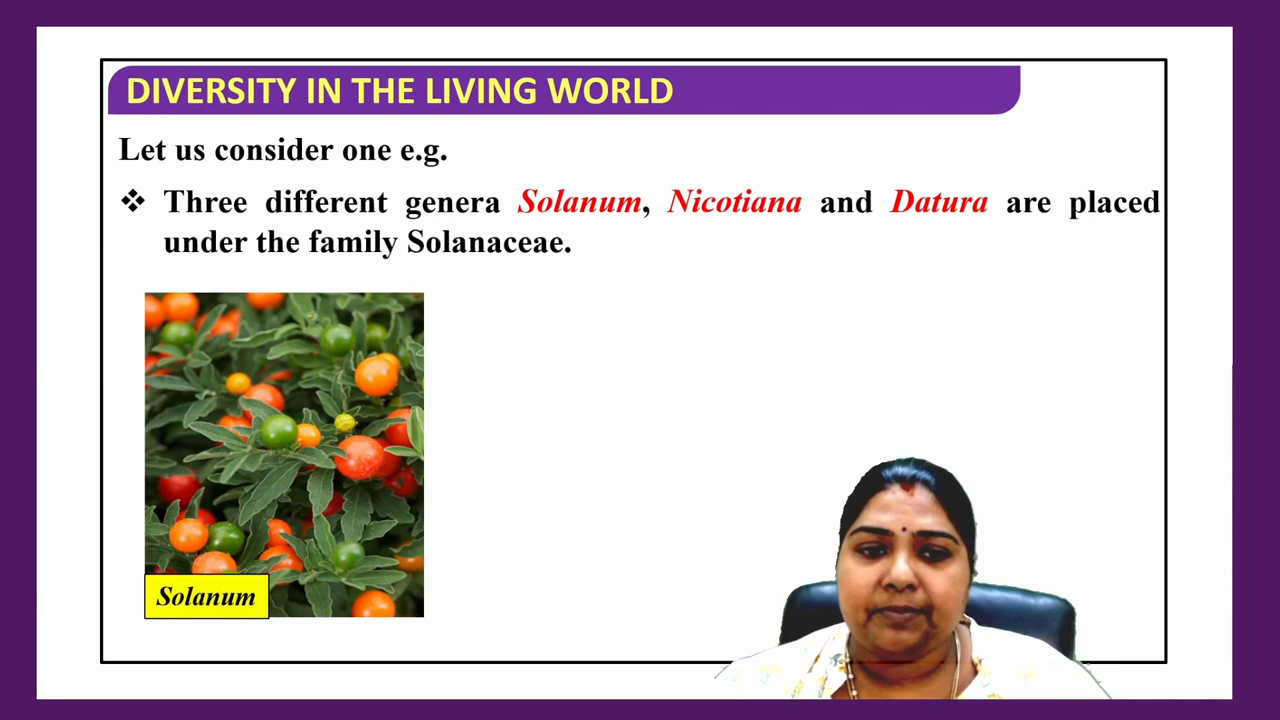 DIVERSITY IN THE LIVING WORLD
Let us consider one e.g.
❖ Three different genera Solanum, Nicotiana and Datura are placed
under the family Solanaceae.
Solanum